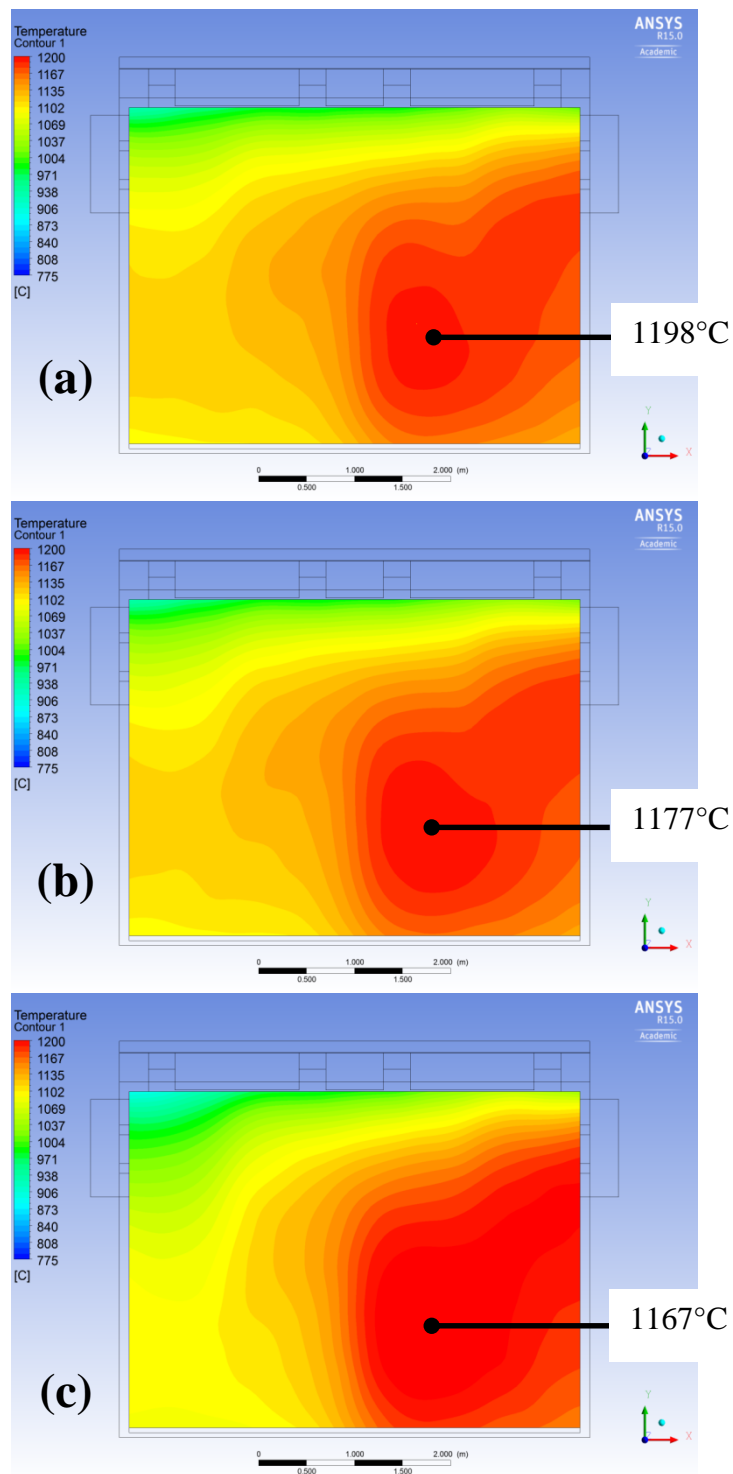 Temperature
Contour 1
1200
1167
1135
1102
1069
1037
1004
971
938
906
873
840
808
775
[C]
ANSYS
R15.0
Academic
1198°C
(a)
Y
Z
X
0
1.000
2.000
(m)
0.500
1.500
Temperature
Contour 1
1200
1167
1135
1102
1069
1037
1004
971
938
906
873
840
808
775
[C]
ANSYS
R15.0
Academic
1177°C
(b)
Y
Z
X
0
1.000
2.000
(m)
0.500
1.500
Temperature
Contour 1
1200
1167
1135
1102
1069
1037
1004
971
938
906
873
840
808
775
[C]
ANSYS
R15.0
Academic
1167°C
(c)
Y
Z
X
0
1.000
2.000
(m)
0.500
1.500